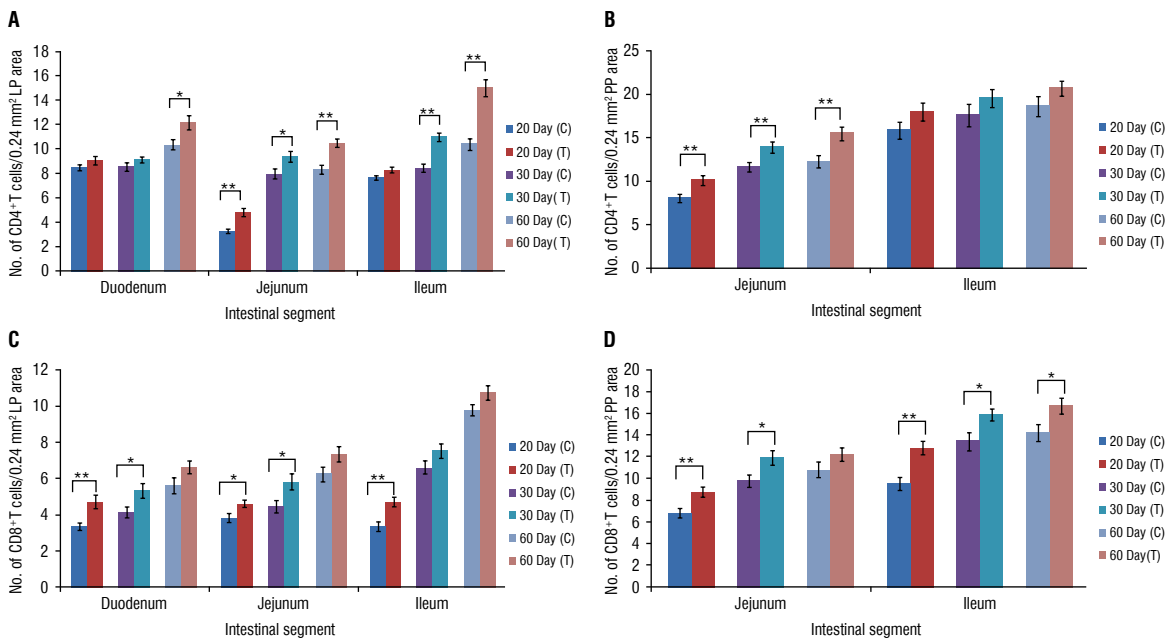 A
No. of CD4⁺T cells/0.24 mm² LP area
18
16
14
12
10
8
6
4
2
0
**
*
**
*
**
**
Duodenum
Jejunum
Ileum
Intestinal segment
20 Day (C)
20 Day (T)
30 Day (C)
30 Day( T)
60 Day (C)
60 Day( T)
B
No. of CD4⁺T cells/0.24 mm² PP area
25
20
15
10
5
0
**
**
**
Jejunum
Ileum
Intestinal segment
20 Day (C)
20 Day (T)
30 Day (C)
30 Day (T)
60 Day (C)
60 Day (T)
C
No. of CD8⁺T cells/0.24 mm² LP area
12
10
8
6
4
2
0
**
*
*
*
**
Duodenum
Jejunum
Ileum
Intestinal segment
20 Day (C)
20 Day (T)
30 Day (C)
30 Day (T)
60 Day (C)
60 Day (T)
D
No. of CD8⁺T cells/0.24 mm² PP area
20
18
16
14
12
10
8
6
4
2
0
**
*
**
*
*
Jejunum
Ileum
Intestinal segment
20 Day (C)
20 Day (T)
30 Day (C)
30 Day (T)
60 Day (C)
60 Day(T)